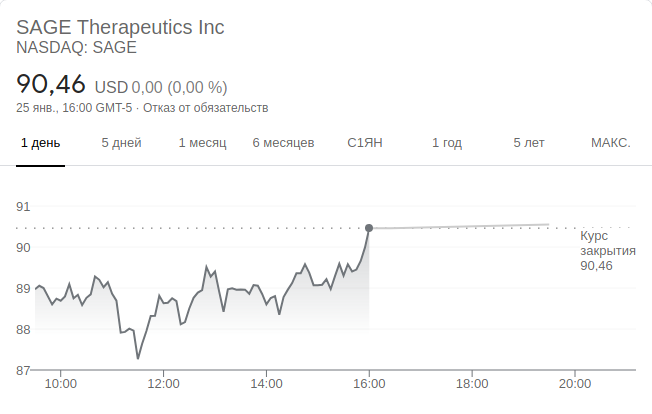 SAGE Therapeutics Inc
NASDAQ: SAGE
90,46 USD 0,00 (0,00 %)
25 янв., 16:00 GMT-5 · Отказ от обязательств
1 день 5 дней 1 месяц 6 месяцев С1ЯН 1 год 5 лет МАКС.
91
Курс
закрытия
90,46
90
89
88
87
10:00 12:00 14:00 16:00 18:00 20:00